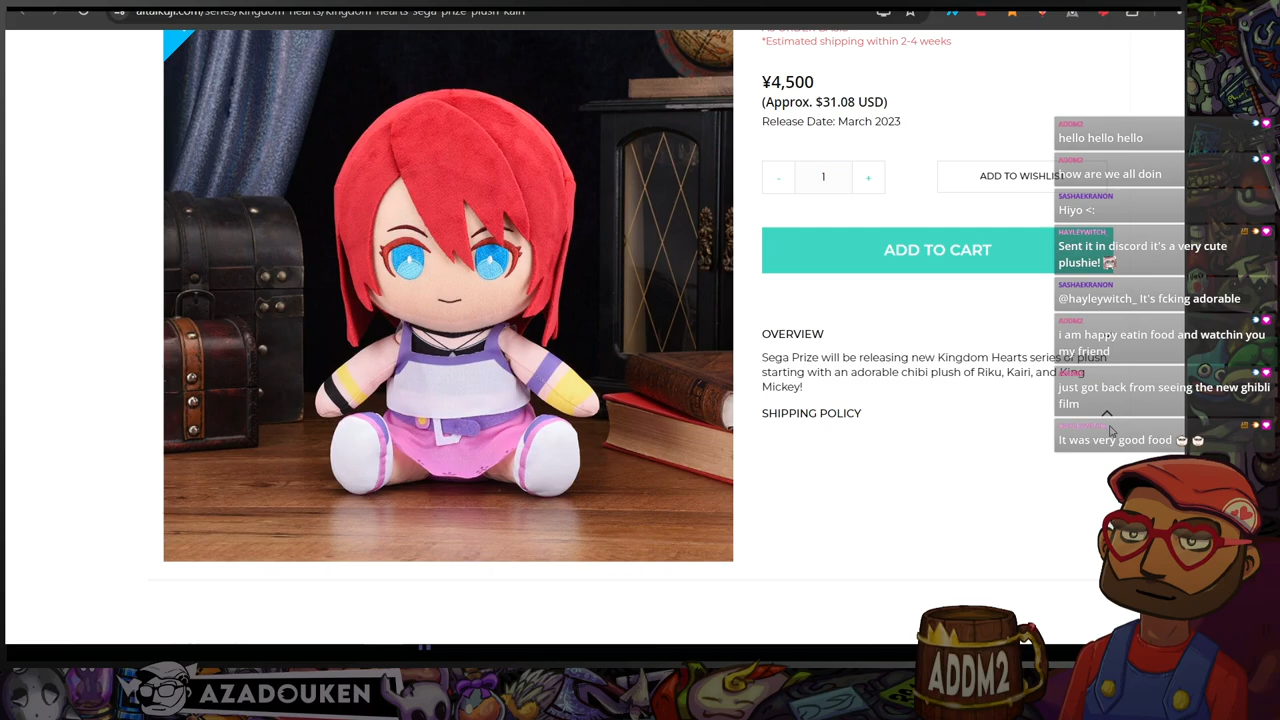 *Estimated shipping within 2-4 weeks
¥4,500
(Approx. $31.08 USD)
Release Date: March 2023
- 1 +
ADD TO WISHLIST
ADD TO CART
OVERVIEW
Sega Prize will be releasing new Kingdom Hearts series of plush
starting with an adorable chibi plush of Riku, Kairi, and King
Mickey!
SHIPPING POLICY
ADDM2
hello hello hello
ADDM2
how are we all doin
SASHAEKRANON
Hiyo <:
HAYLEYWITCH_
Sent it in discord it's a very cute
plushie!
SASHAEKRANON
@hayleywitch_ It's fcking adorable
ADDM2
i am happy eatin food and watchin you
my friend
just got back from seeing the new ghibli
film
It was very good food
ADDM2
AZADOUKEN